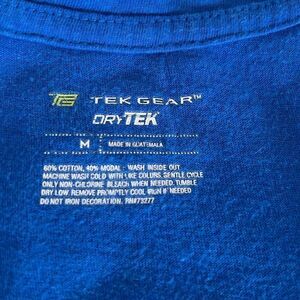 TG TEK GEAR™
DRYTEK
M MADE IN GUATEMALA
60% COTTON, 40% MODAL - WASH INSIDE OUT
MACHINE WASH COLD WITH LIKE COLORS, GENTLE CYCLE
ONLY NON-CHLORINE BLEACH WHEN NEEDED. TUMBLE
DRY LOW. REMOVE PROMPTLY COOL IRON IF NEEDED
DO NOT IRON DECORATION. RN#73277